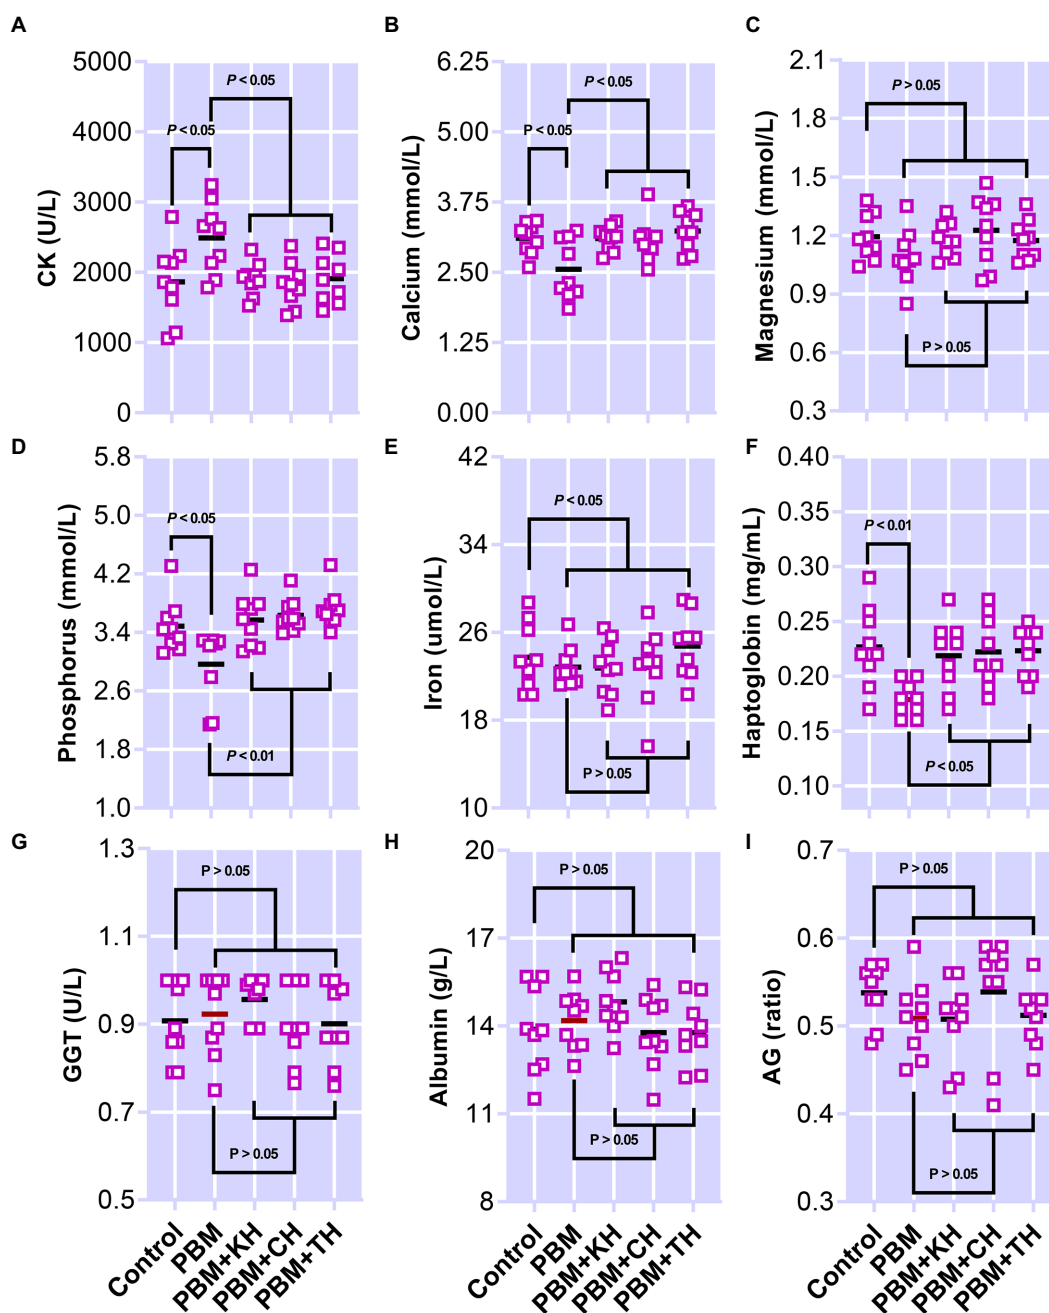 A
B
C
5000
4000
3000
2000
1000
0
CK (U/L)
P < 0.05
P < 0.05
6.25
5.00
3.75
2.50
1.25
0.00
Calcium (mmol/L)
P < 0.05
P < 0.05
2.1
1.8
1.5
1.2
0.9
0.6
0.3
Magnesium (mmol/L)
P > 0.05
P > 0.05
D
E
F
5.8
5.0
4.2
3.4
2.6
1.8
1.0
Phosphorus (mmol/L)
P < 0.05
P < 0.01
42
34
26
18
10
Iron (umol/L)
P < 0.05
P > 0.05
0.40
0.35
0.30
0.25
0.20
0.15
0.10
Haptoglobin (mg/mL)
P < 0.01
P < 0.05
G
H
I
1.3
1.1
0.9
0.7
0.5
GGT (U/L)
P > 0.05
P > 0.05
Control
PBM
PBM+KH
PBM+CH
PBM+TH
20
17
14
11
8
Albumin (g/L)
P > 0.05
P > 0.05
Control
PBM
PBM+KH
PBM+CH
PBM+TH
0.7
0.6
0.5
0.4
0.3
AG (ratio)
P > 0.05
P > 0.05
Control
PBM
PBM+KH
PBM+CH
PBM+TH